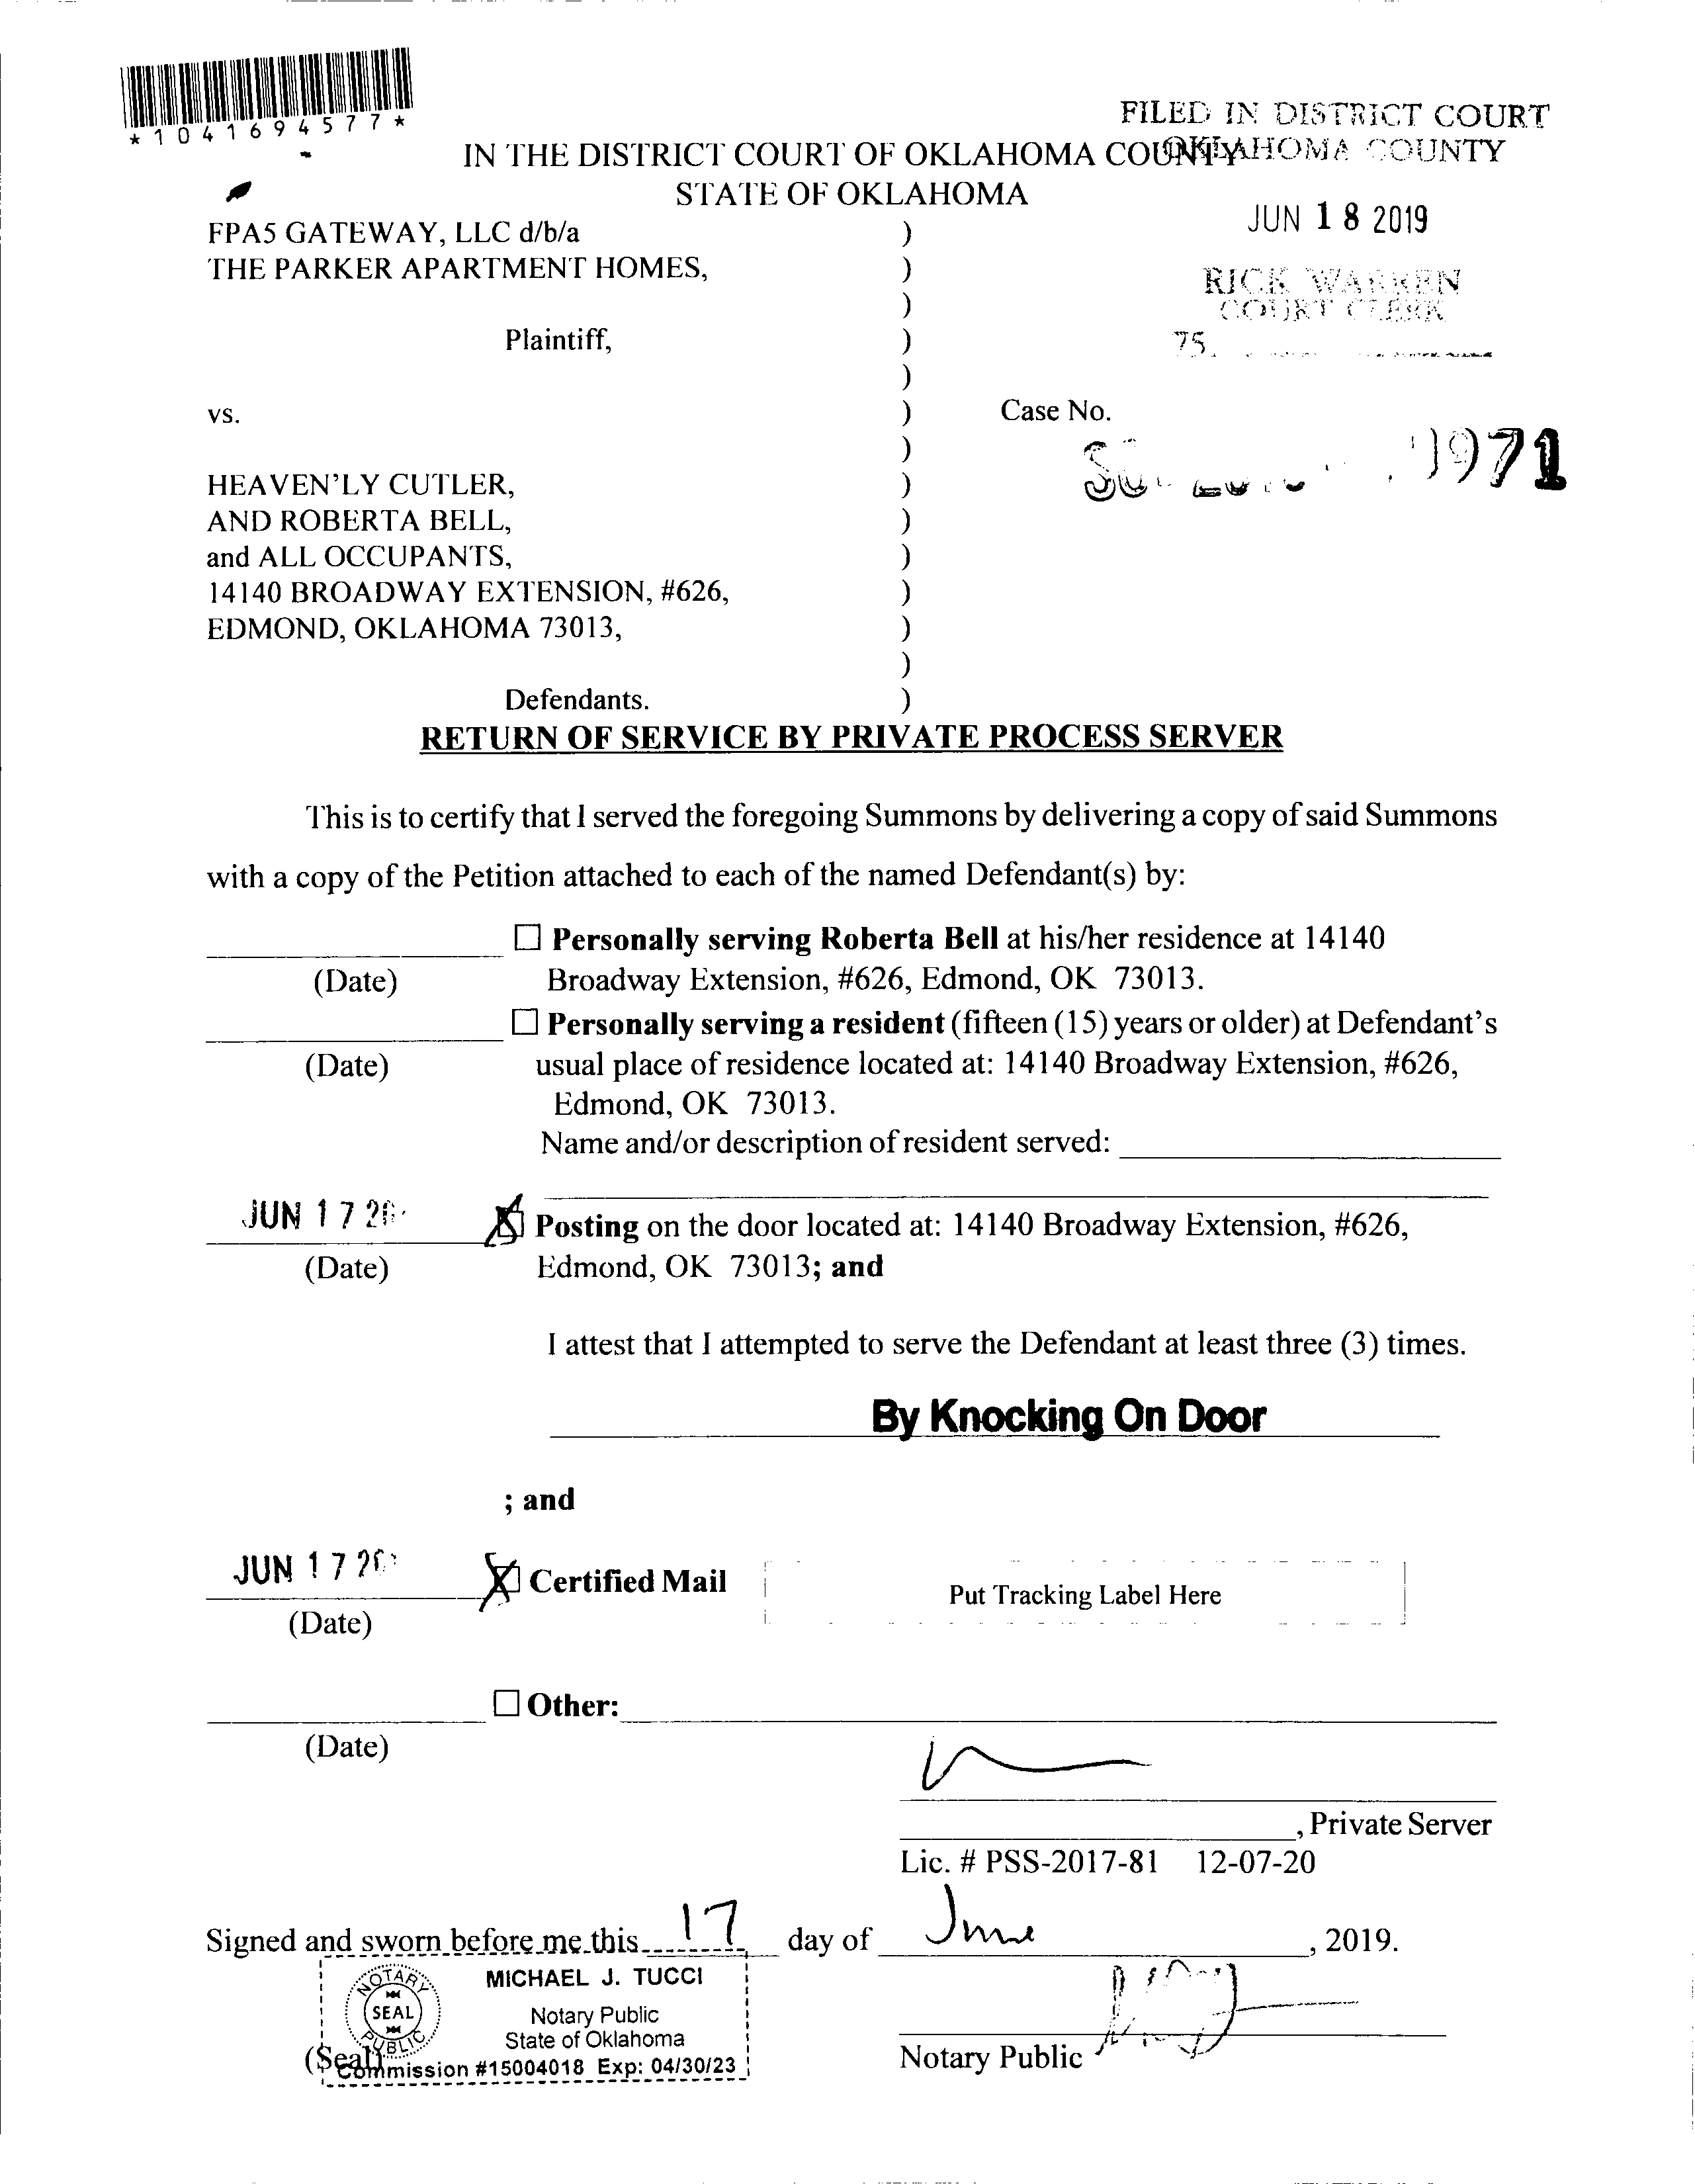 *1041694577*
FILED IN DISTRICT COURT
OKLAHOMA COUNTY
IN THE DISTRICT COURT OF OKLAHOMA COUNTY
STATE OF OKLAHOMA
JUN 18 2019
FPA5 GATEWAY, LLC d/b/a )
THE PARKER APARTMENT HOMES, )
RICK WARREN
COURT CLERK
)
Plaintiff, )
75
)
vs. ) Case No.
)
1971
HEAVEN'LY CUTLER, )
AND ROBERTA BELL, )
and ALL OCCUPANTS, )
14140 BROADWAY EXTENSION, #626, )
EDMOND, OKLAHOMA 73013, )
)
Defendants. )
RETURN OF SERVICE BY PRIVATE PROCESS SERVER
This is to certify that I served the foregoing Summons by delivering a copy of said Summons
with a copy of the Petition attached to each of the named Defendant(s) by:
☐ Personally serving Roberta Bell at his/her residence at 14140
(Date) Broadway Extension, #626, Edmond, OK 73013.
☐ Personally serving a resident (fifteen (15) years or older) at Defendant's
(Date) usual place of residence located at: 14140 Broadway Extension, #626,
Edmond, OK 73013.
Name and/or description of resident served:
JUN 17 ☒ Posting on the door located at: 14140 Broadway Extension, #626,
(Date) Edmond, OK 73013; and
I attest that I attempted to serve the Defendant at least three (3) times.
By Knocking On Door
; and
JUN 17 ☒ Certified Mail Put Tracking Label Here
(Date)
☐ Other:
(Date)
, Private Server
Lic. # PSS-2017-81 12-07-20
Signed and sworn before me this 17 day of June, 2019.
NOTARY PUBLIC SEAL
MICHAEL J. TUCCI
Notary Public
State of Oklahoma
(Seal)
Commission #15004018 Exp: 04/30/23
Notary Public